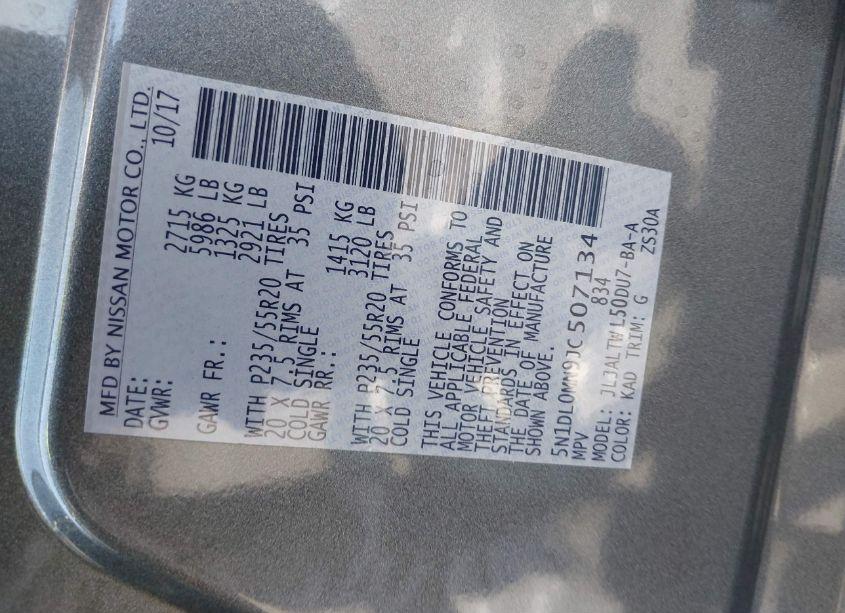 MFD BY NISSAN MOTOR CO., LTD.
DATE: 10/17
GVWR: 2715 KG
5986 LB
GAWR FR.: 1325 KG
2921 LB
WITH P235/55R20 TIRES
20 X 7.5 RIMS AT 35 PSI
COLD SINGLE
GAWR RR.: 1415 KG
3120 LB
WITH P235/55R20 TIRES
20 X 7.5 RIMS AT 35 PSI
COLD SINGLE
THIS VEHICLE CONFORMS TO
ALL APPLICABLE FEDERAL
MOTOR VEHICLE SAFETY AND
THEFT PREVENTION
STANDARDS IN EFFECT ON
THE DATE OF MANUFACTURE
SHOWN ABOVE.
5N1DL0MN9JC507134
MPV 834
MODEL: JLJALTWL50DU7-BA-A
COLOR: KAD TRIM: G ZS30A